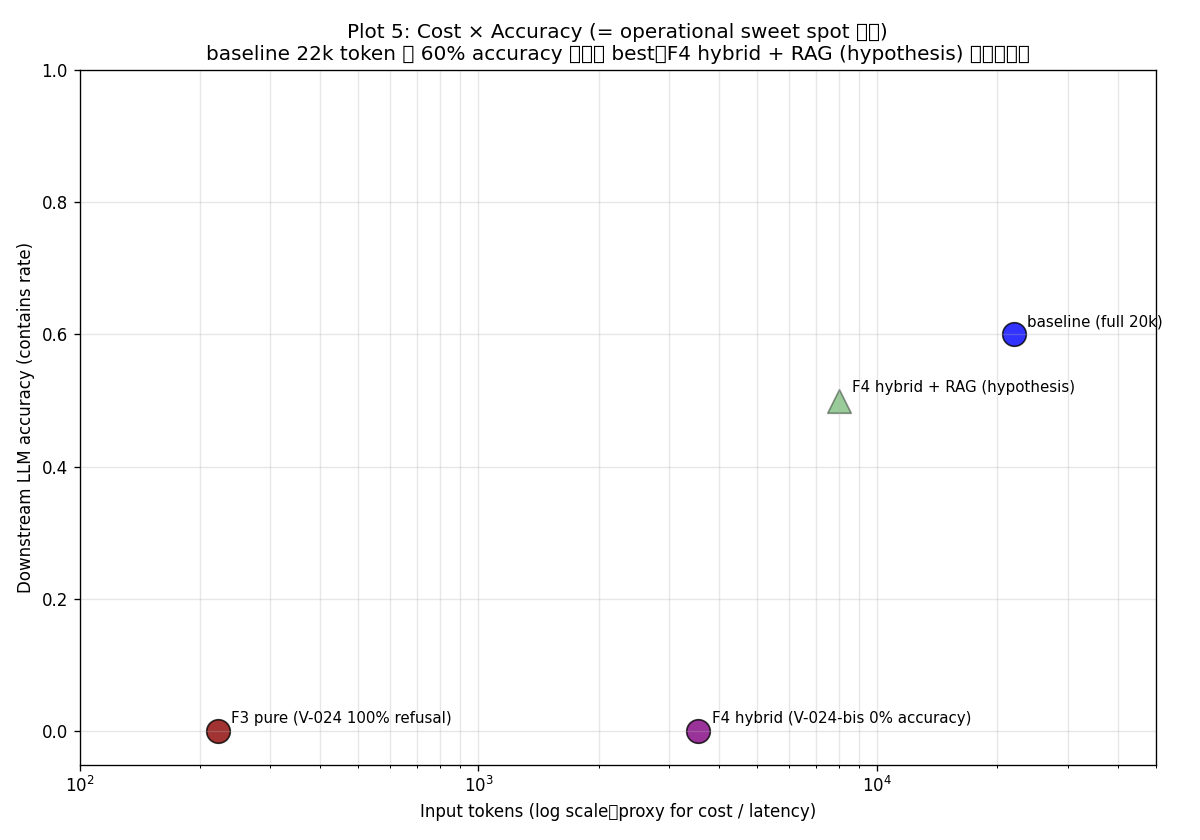 Plot 5: Cost × Accuracy (= operational sweet spot □□)
baseline 22k token □ 60% accuracy □□□ best□F4 hybrid + RAG (hypothesis) □□□□□
Downstream LLM accuracy (contains rate)
1.0
0.8
0.6
0.4
0.2
0.0
baseline (full 20k)
F4 hybrid + RAG (hypothesis)
F3 pure (V-024 100% refusal)
F4 hybrid (V-024-bis 0% accuracy)
10² 10³ 10⁴
Input tokens (log scale□proxy for cost / latency)